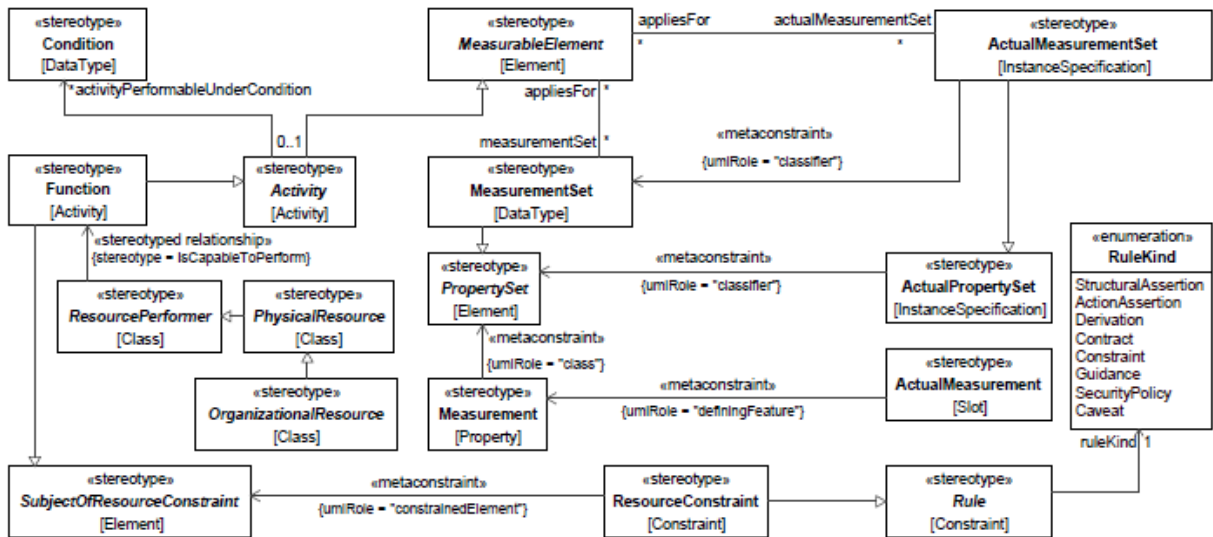 «stereotype»
Condition
[DataType]
«stereotype»
MeasurableElement
[Element]
appliesFor
*
actualMeasurementSet
*
«stereotype»
ActualMeasurementSet
[InstanceSpecification]
* activityPerformableUnderCondition
0..1
appliesFor *
measurementSet *
«metaconstraint»
{umlRole = "classifier"}
«stereotype»
Function
[Activity]
«stereotype»
Activity
[Activity]
«stereotype»
MeasurementSet
[DataType]
«stereotyped relationship»
{stereotype = IsCapableToPerform}
«stereotype»
ResourcePerformer
[Class]
«stereotype»
PhysicalResource
[Class]
«stereotype»
PropertySet
[Element]
«metaconstraint»
{umlRole = "classifier"}
«stereotype»
ActualPropertySet
[InstanceSpecification]
«enumeration»
RuleKind
StructuralAssertion
ActionAssertion
Derivation
Contract
Constraint
Guidance
SecurityPolicy
Caveat
«metaconstraint»
{umlRole = "class"}
«stereotype»
OrganizationalResource
[Class]
«stereotype»
Measurement
[Property]
«metaconstraint»
{umlRole = "definingFeature"}
«stereotype»
ActualMeasurement
[Slot]
ruleKind 1
«stereotype»
SubjectOfResourceConstraint
[Element]
«metaconstraint»
{umlRole = "constrainedElement"}
«stereotype»
ResourceConstraint
[Constraint]
«stereotype»
Rule
[Constraint]